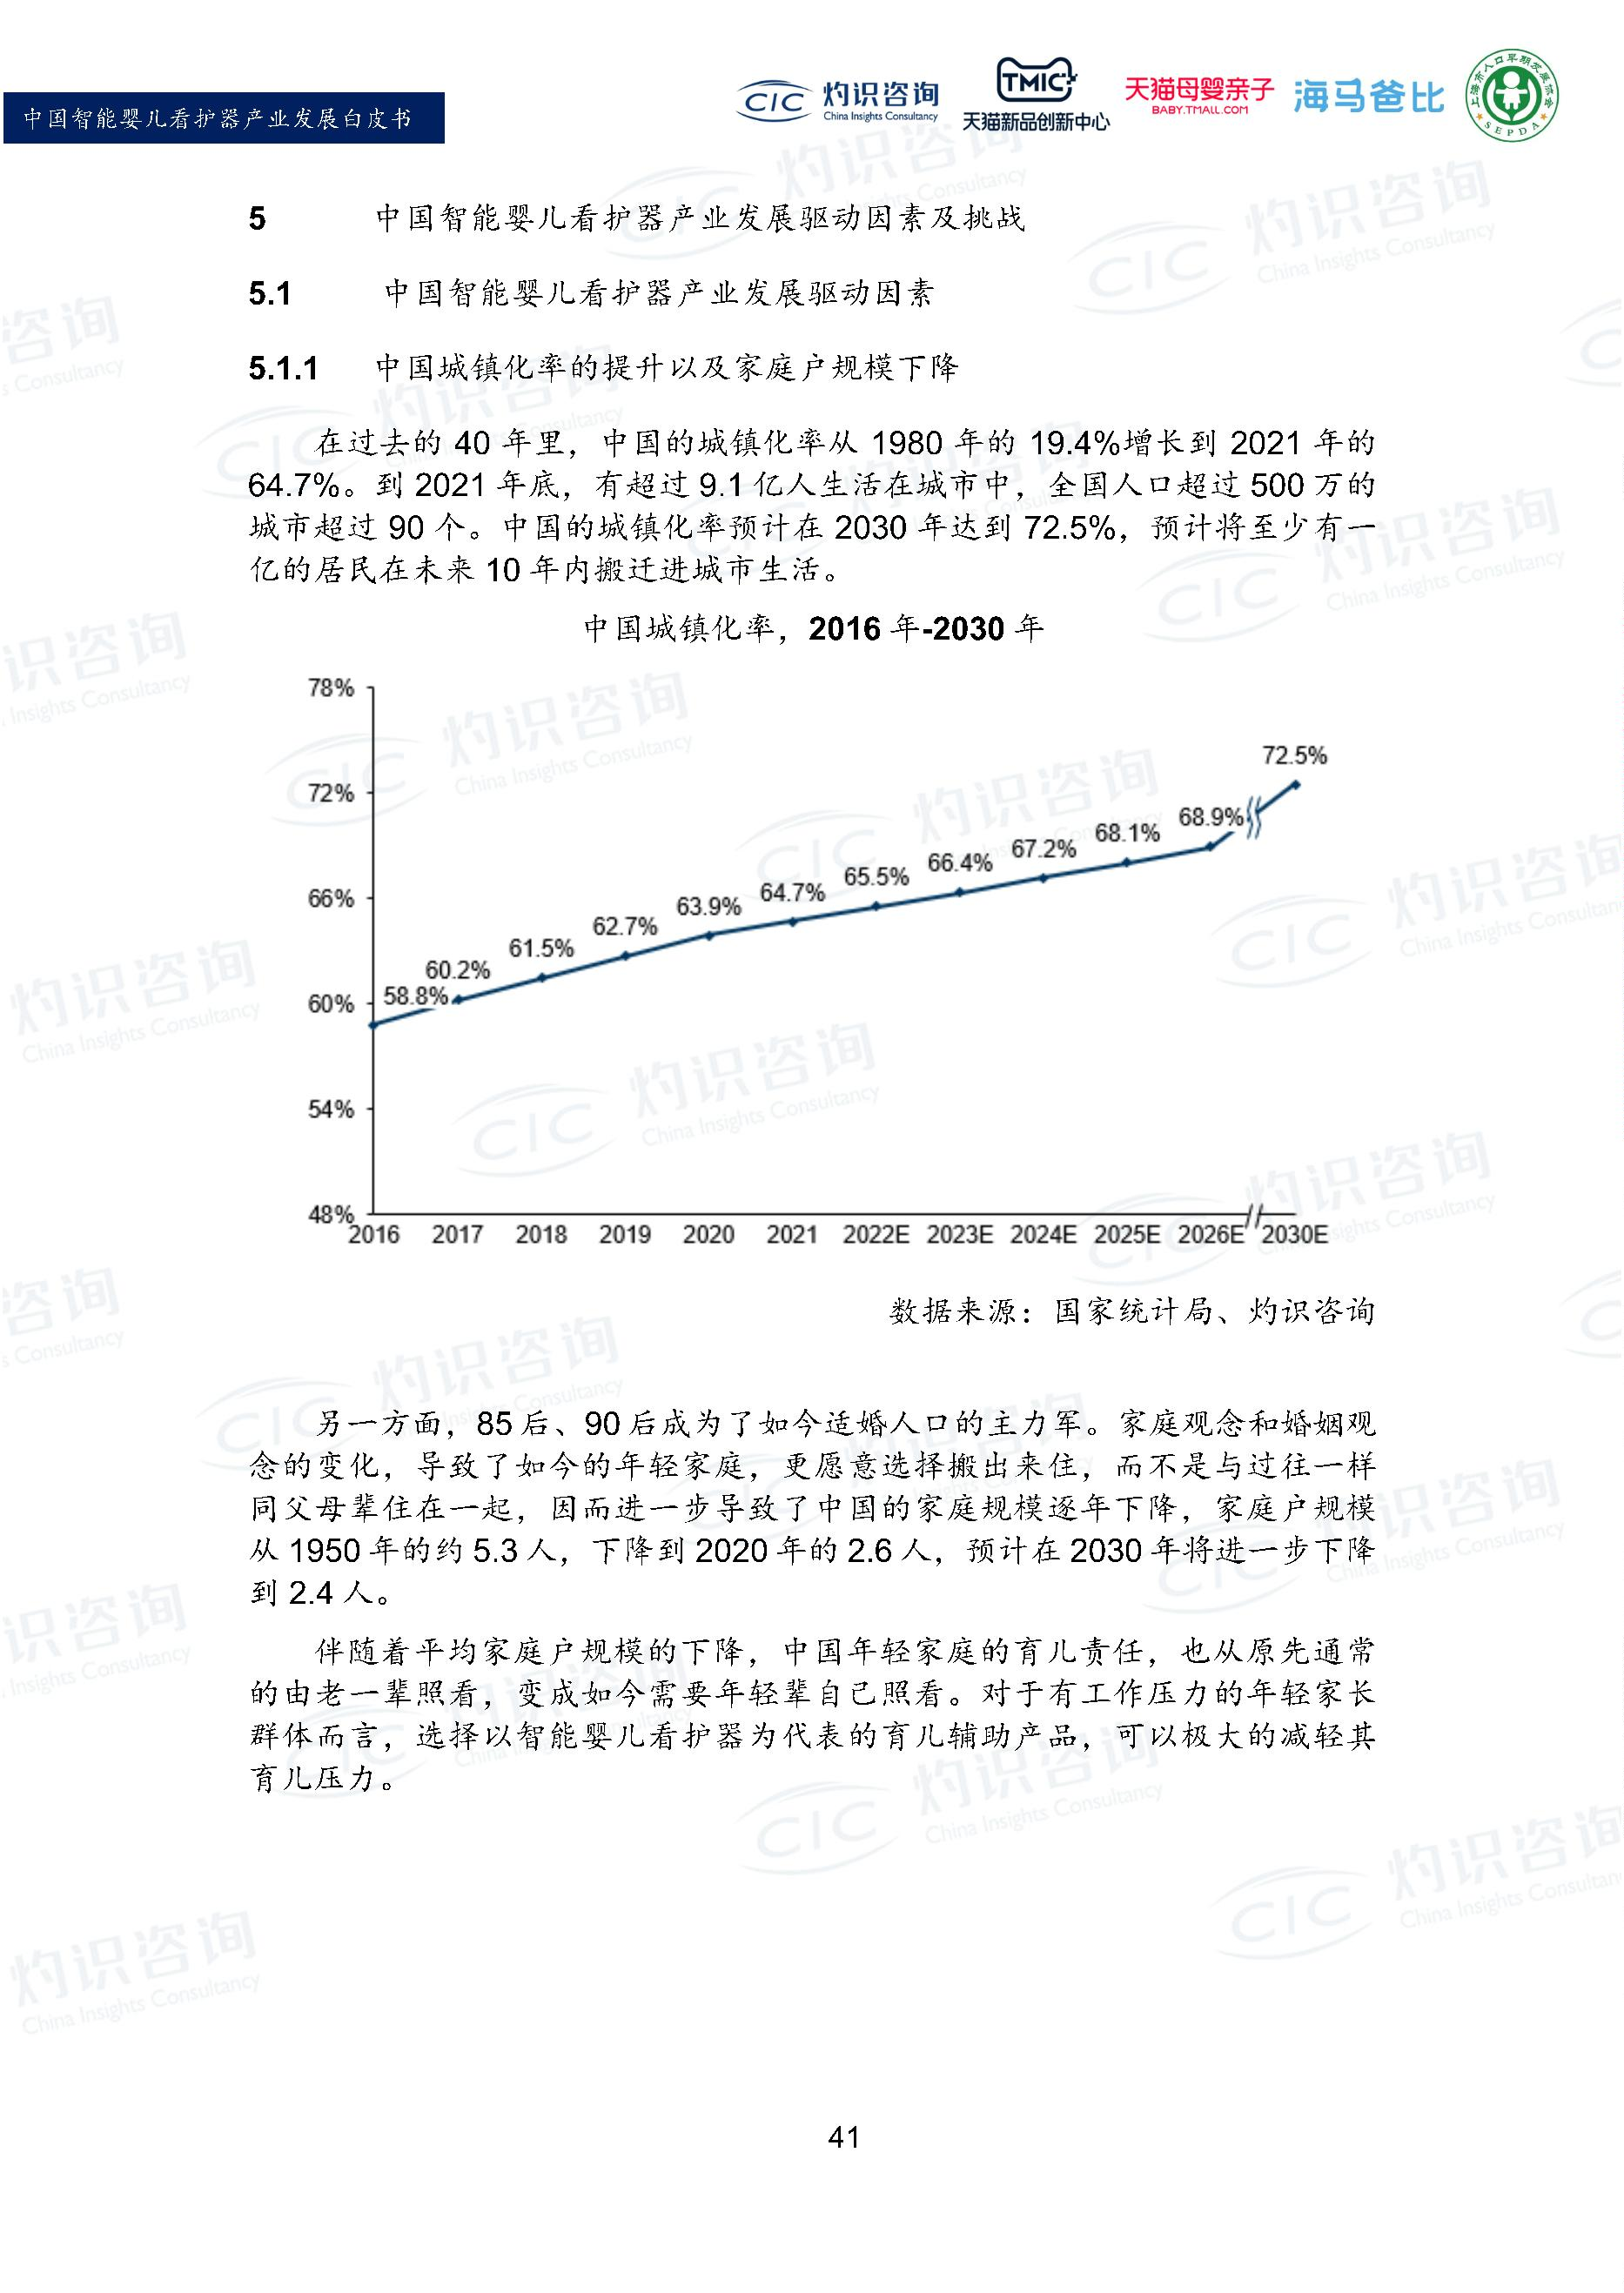 中国智能婴儿看护器产业发展白皮书
CIC 灼识咨询
China Insights Consultancy
TMIC
天猫新品创新中心
天猫母婴亲子
BABY.TMALL.COM
海马爸比
上海市人口早期发展协会
SEPDA
5 中国智能婴儿看护器产业发展驱动因素及挑战
5.1 中国智能婴儿看护器产业发展驱动因素
5.1.1 中国城镇化率的提升以及家庭户规模下降
在过去的 40 年里，中国的城镇化率从 1980 年的 19.4%增长到 2021 年的
64.7%。到 2021 年底，有超过 9.1 亿人生活在城市中，全国人口超过 500 万的
城市超过 90 个。中国的城镇化率预计在 2030 年达到 72.5%，预计将至少有一
亿的居民在未来 10 年内搬迁进城市生活。
中国城镇化率，2016 年-2030 年
78%
72%
66%
60%
54%
48%
58.8%
60.2%
61.5%
62.7%
63.9%
64.7%
65.5%
66.4%
67.2%
68.1%
68.9%
72.5%
2016 2017 2018 2019 2020 2021 2022E 2023E 2024E 2025E 2026E 2030E
数据来源：国家统计局、灼识咨询
另一方面，85 后、90 后成为了如今适婚人口的主力军。家庭观念和婚姻观
念的变化，导致了如今的年轻家庭，更愿意选择搬出来住，而不是与过往一样
同父母辈住在一起，因而进一步导致了中国的家庭规模逐年下降，家庭户规模
从 1950 年的约 5.3 人，下降到 2020 年的 2.6 人，预计在 2030 年将进一步下降
到 2.4 人。
伴随着平均家庭户规模的下降，中国年轻家庭的育儿责任，也从原先通常
的由老一辈照看，变成如今需要年轻辈自己照看。对于有工作压力的年轻家长
群体而言，选择以智能婴儿看护器为代表的育儿辅助产品，可以极大的减轻其
育儿压力。
41